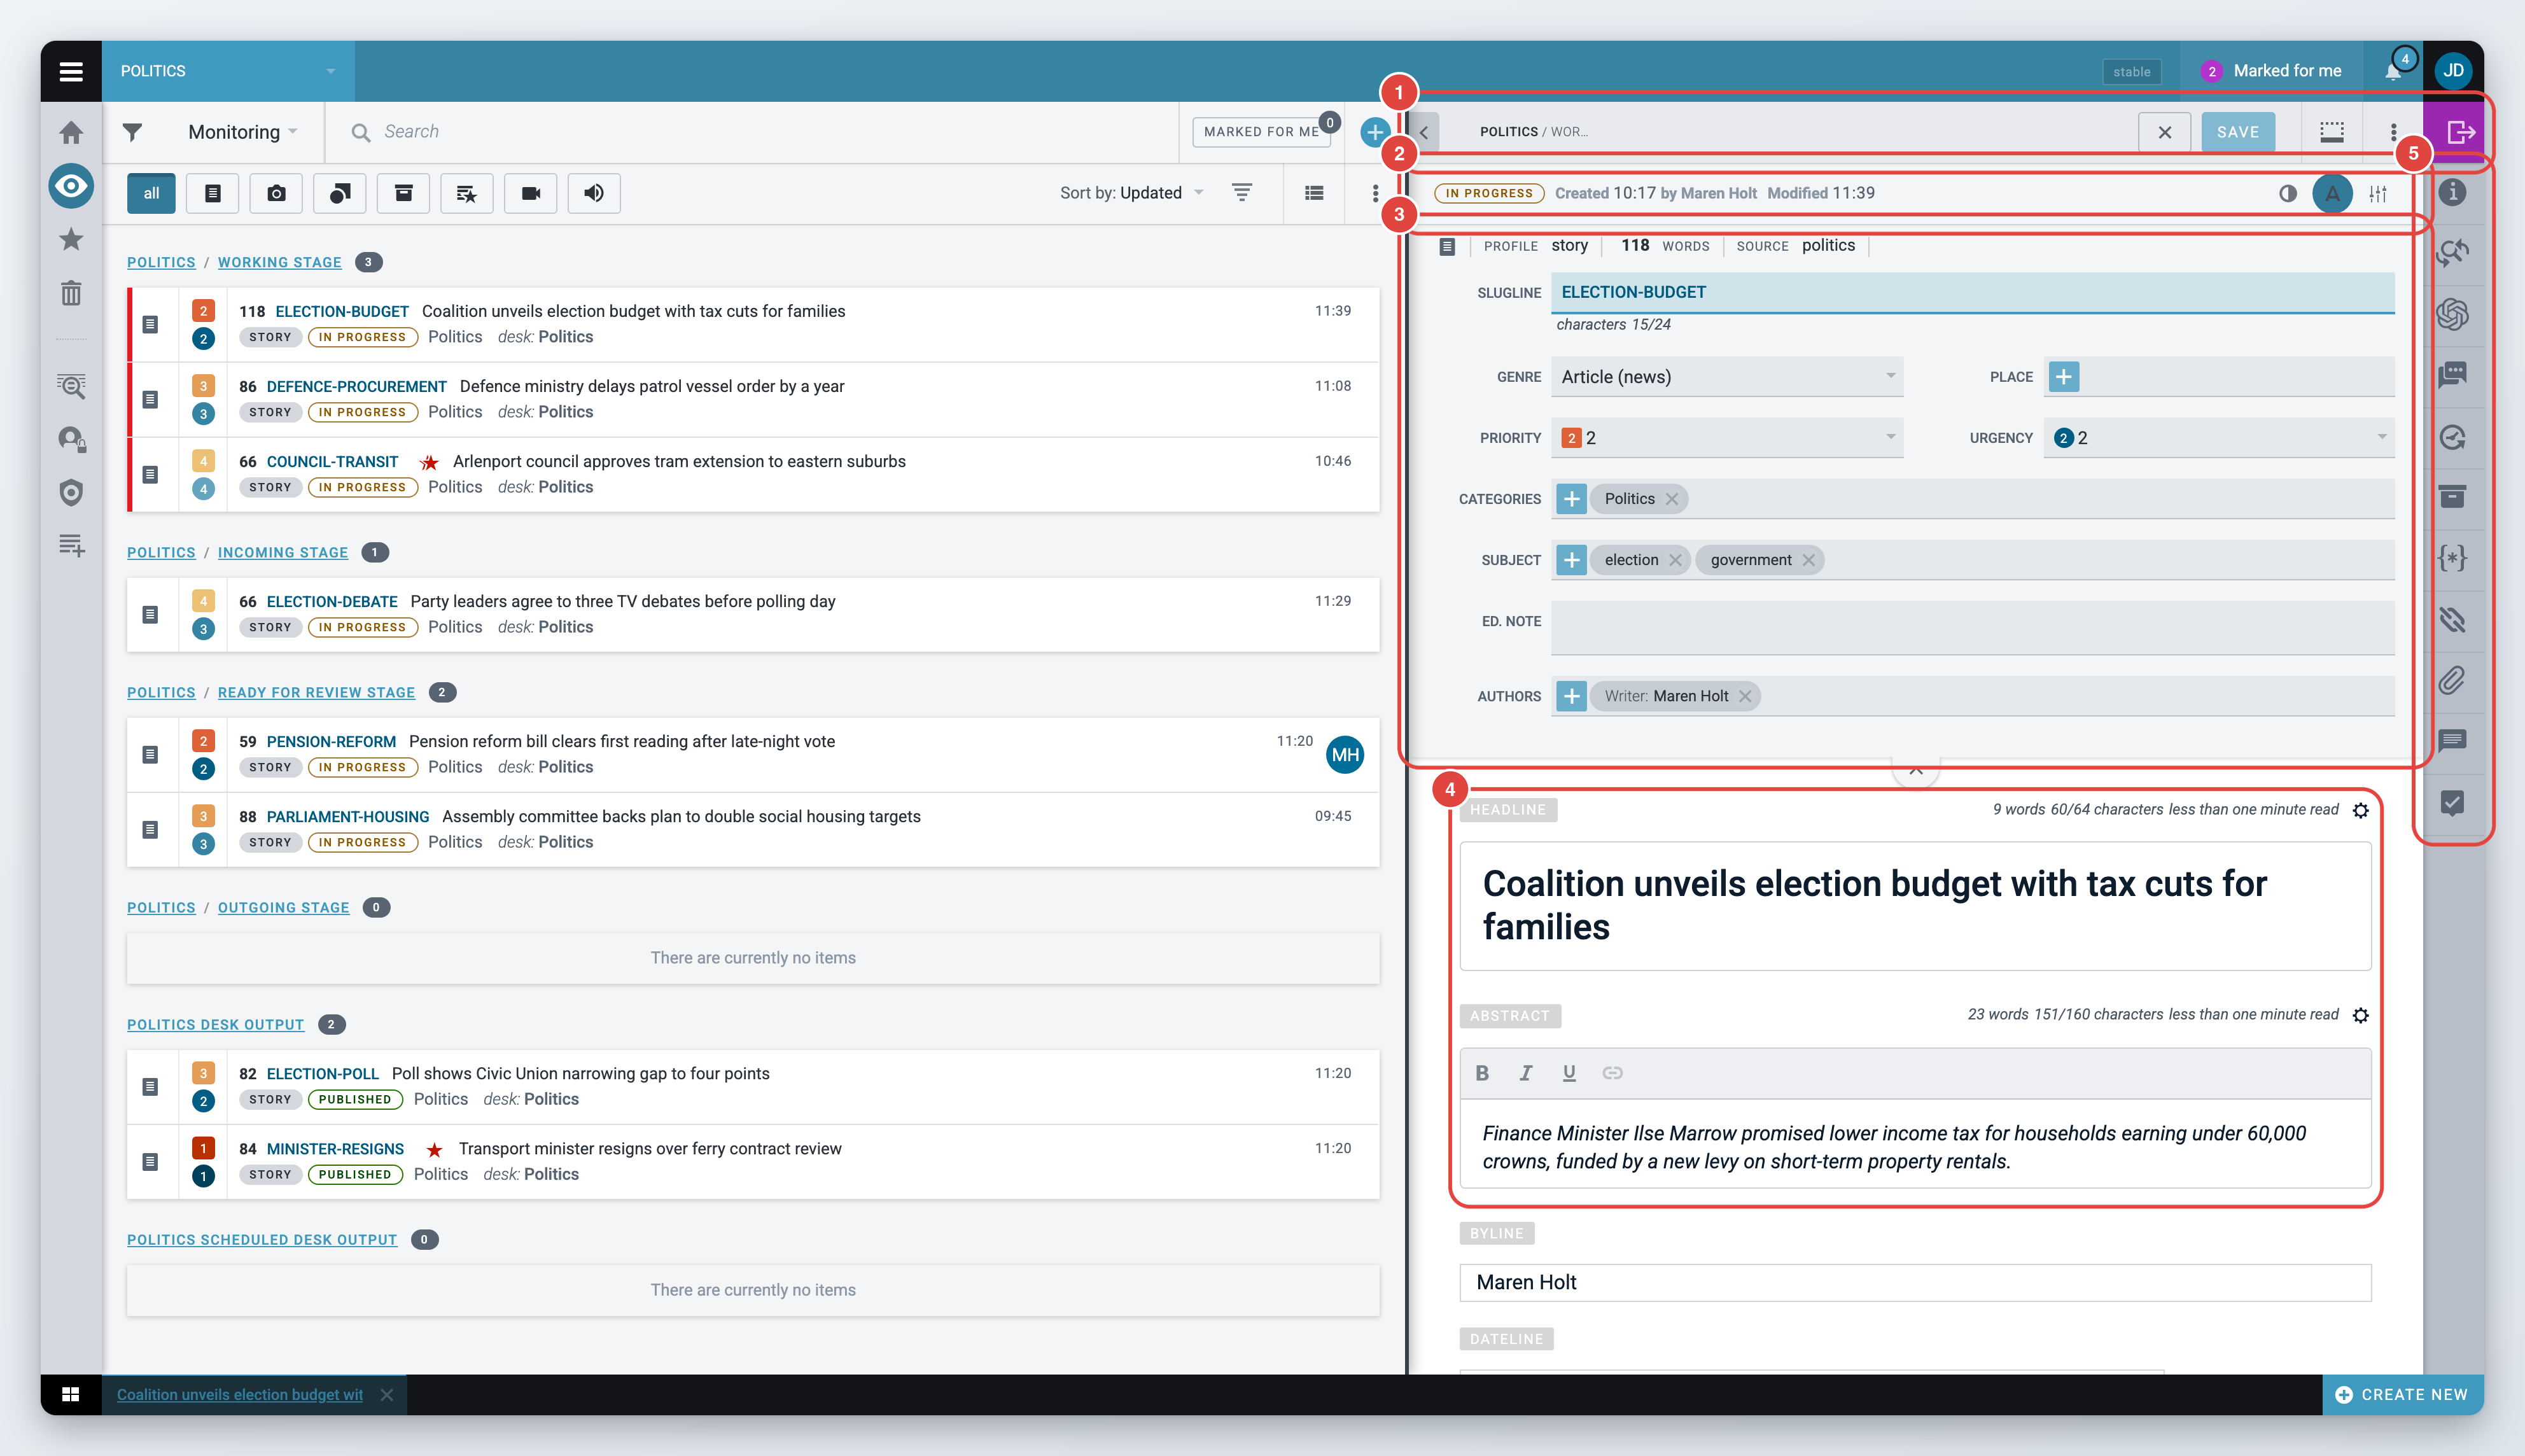 POLITICS
stable
2 Marked for me
4
JD
Monitoring
Search
MARKED FOR ME 0
1
POLITICS / WOR...
SAVE
2
5
all
Sort by: Updated
IN PROGRESS Created 10:17 by Maren Holt Modified 11:39
A
3
PROFILE story 118 WORDS SOURCE politics
POLITICS / WORKING STAGE 3
2 118 ELECTION-BUDGET Coalition unveils election budget with tax cuts for families 11:39
2 STORY IN PROGRESS Politics desk: Politics
3 86 DEFENCE-PROCUREMENT Defence ministry delays patrol vessel order by a year 11:08
3 STORY IN PROGRESS Politics desk: Politics
4 66 COUNCIL-TRANSIT Arlenport council approves tram extension to eastern suburbs 10:46
4 STORY IN PROGRESS Politics desk: Politics
POLITICS / INCOMING STAGE 1
4 66 ELECTION-DEBATE Party leaders agree to three TV debates before polling day 11:29
3 STORY IN PROGRESS Politics desk: Politics
POLITICS / READY FOR REVIEW STAGE 2
2 59 PENSION-REFORM Pension reform bill clears first reading after late-night vote 11:20 MH
2 STORY IN PROGRESS Politics desk: Politics
3 88 PARLIAMENT-HOUSING Assembly committee backs plan to double social housing targets 09:45
3 STORY IN PROGRESS Politics desk: Politics
POLITICS / OUTGOING STAGE 0
There are currently no items
POLITICS DESK OUTPUT 2
3 82 ELECTION-POLL Poll shows Civic Union narrowing gap to four points 11:20
2 STORY PUBLISHED Politics desk: Politics
1 84 MINISTER-RESIGNS Transport minister resigns over ferry contract review 11:20
1 STORY PUBLISHED Politics desk: Politics
POLITICS SCHEDULED DESK OUTPUT 0
There are currently no items
SLUGLINE ELECTION-BUDGET
characters 15/24
GENRE Article (news) PLACE
PRIORITY 2 2 URGENCY 2 2
CATEGORIES Politics
SUBJECT election government
ED. NOTE
AUTHORS Writer: Maren Holt
4
HEADLINE 9 words 60/64 characters less than one minute read
Coalition unveils election budget with tax cuts for
families
ABSTRACT 23 words 151/160 characters less than one minute read
B I U
Finance Minister Ilse Marrow promised lower income tax for households earning under 60,000
crowns, funded by a new levy on short-term property rentals.
BYLINE
Maren Holt
DATELINE
Coalition unveils election budget wit
CREATE NEW